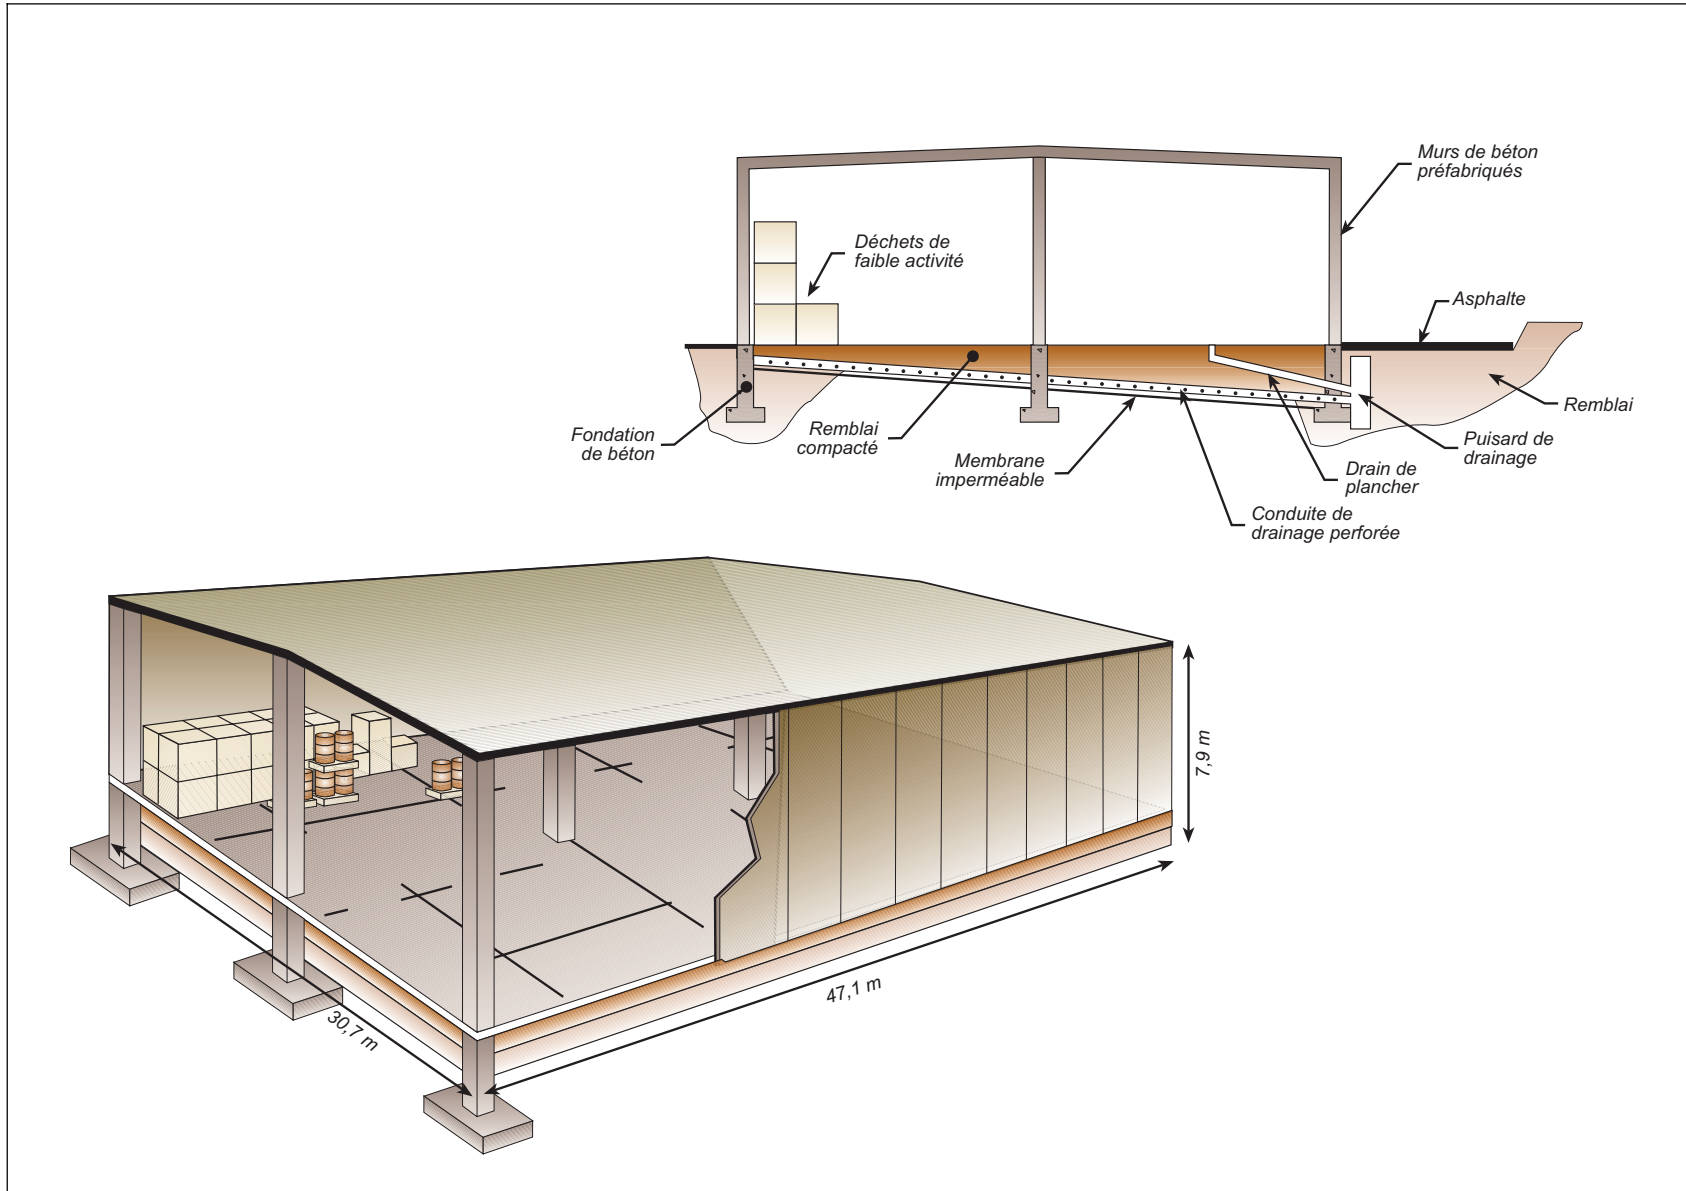 Murs de béton
préfabriqués
Déchets de
faible activité
Asphalte
Remblai
Fondation
de béton
Remblai
compacté
Membrane
imperméable
Puisard de
drainage
Drain de
plancher
Conduite de
drainage perforée
7,9 m
47,1 m
30,7 m